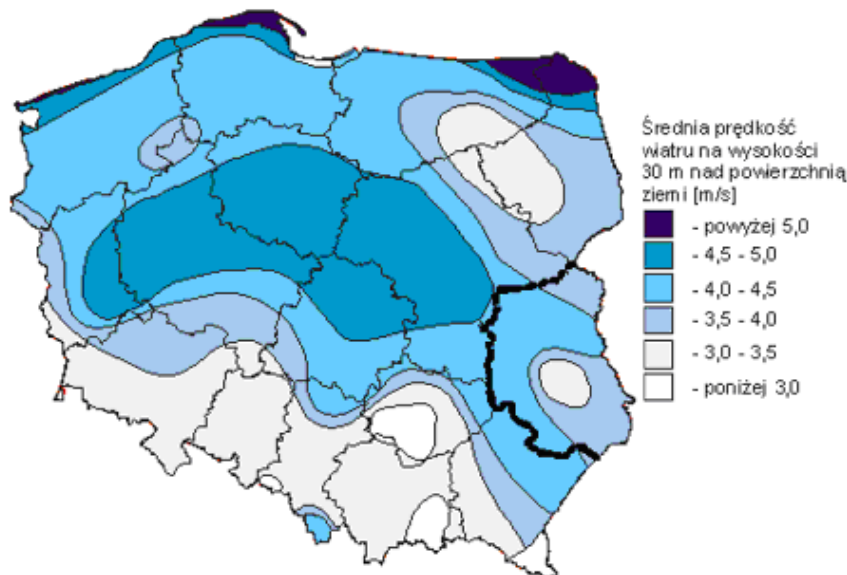 Średnia prędkość
wiatru na wysokości
30 m nad powierzchnią
ziemi [m/s]
- powyżej 5,0
- 4,5 - 5,0
- 4,0 - 4,5
- 3,5 - 4,0
- 3,0 - 3,5
- poniżej 3,0